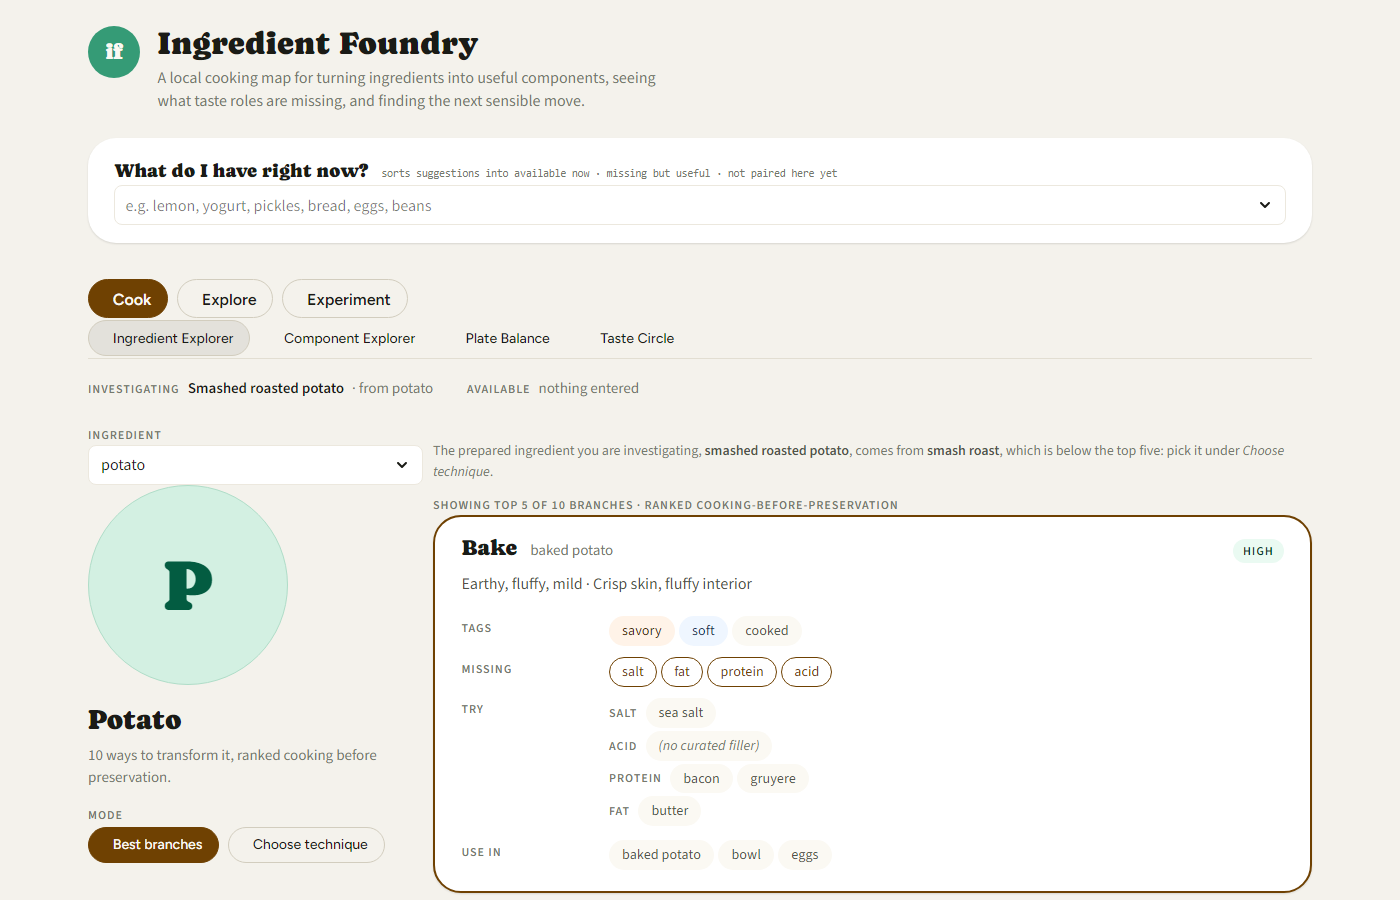 if
Ingredient Foundry
A local cooking map for turning ingredients into useful components, seeing
what taste roles are missing, and finding the next sensible move.
What do I have right now? sorts suggestions into available now · missing but useful · not paired here yet
e.g. lemon, yogurt, pickles, bread, eggs, beans
Cook Explore Experiment
Ingredient Explorer Component Explorer Plate Balance Taste Circle
INVESTIGATING Smashed roasted potato · from potato AVAILABLE nothing entered
INGREDIENT
potato
P
Potato
10 ways to transform it, ranked cooking before
preservation.
MODE
Best branches Choose technique
The prepared ingredient you are investigating, smashed roasted potato, comes from smash roast, which is below the top five: pick it under Choose
technique.
SHOWING TOP 5 OF 10 BRANCHES · RANKED COOKING-BEFORE-PRESERVATION
Bake baked potato HIGH
Earthy, fluffy, mild · Crisp skin, fluffy interior
TAGS savory soft cooked
MISSING salt fat protein acid
TRY SALT sea salt
ACID (no curated filler)
PROTEIN bacon gruyere
FAT butter
USE IN baked potato bowl eggs